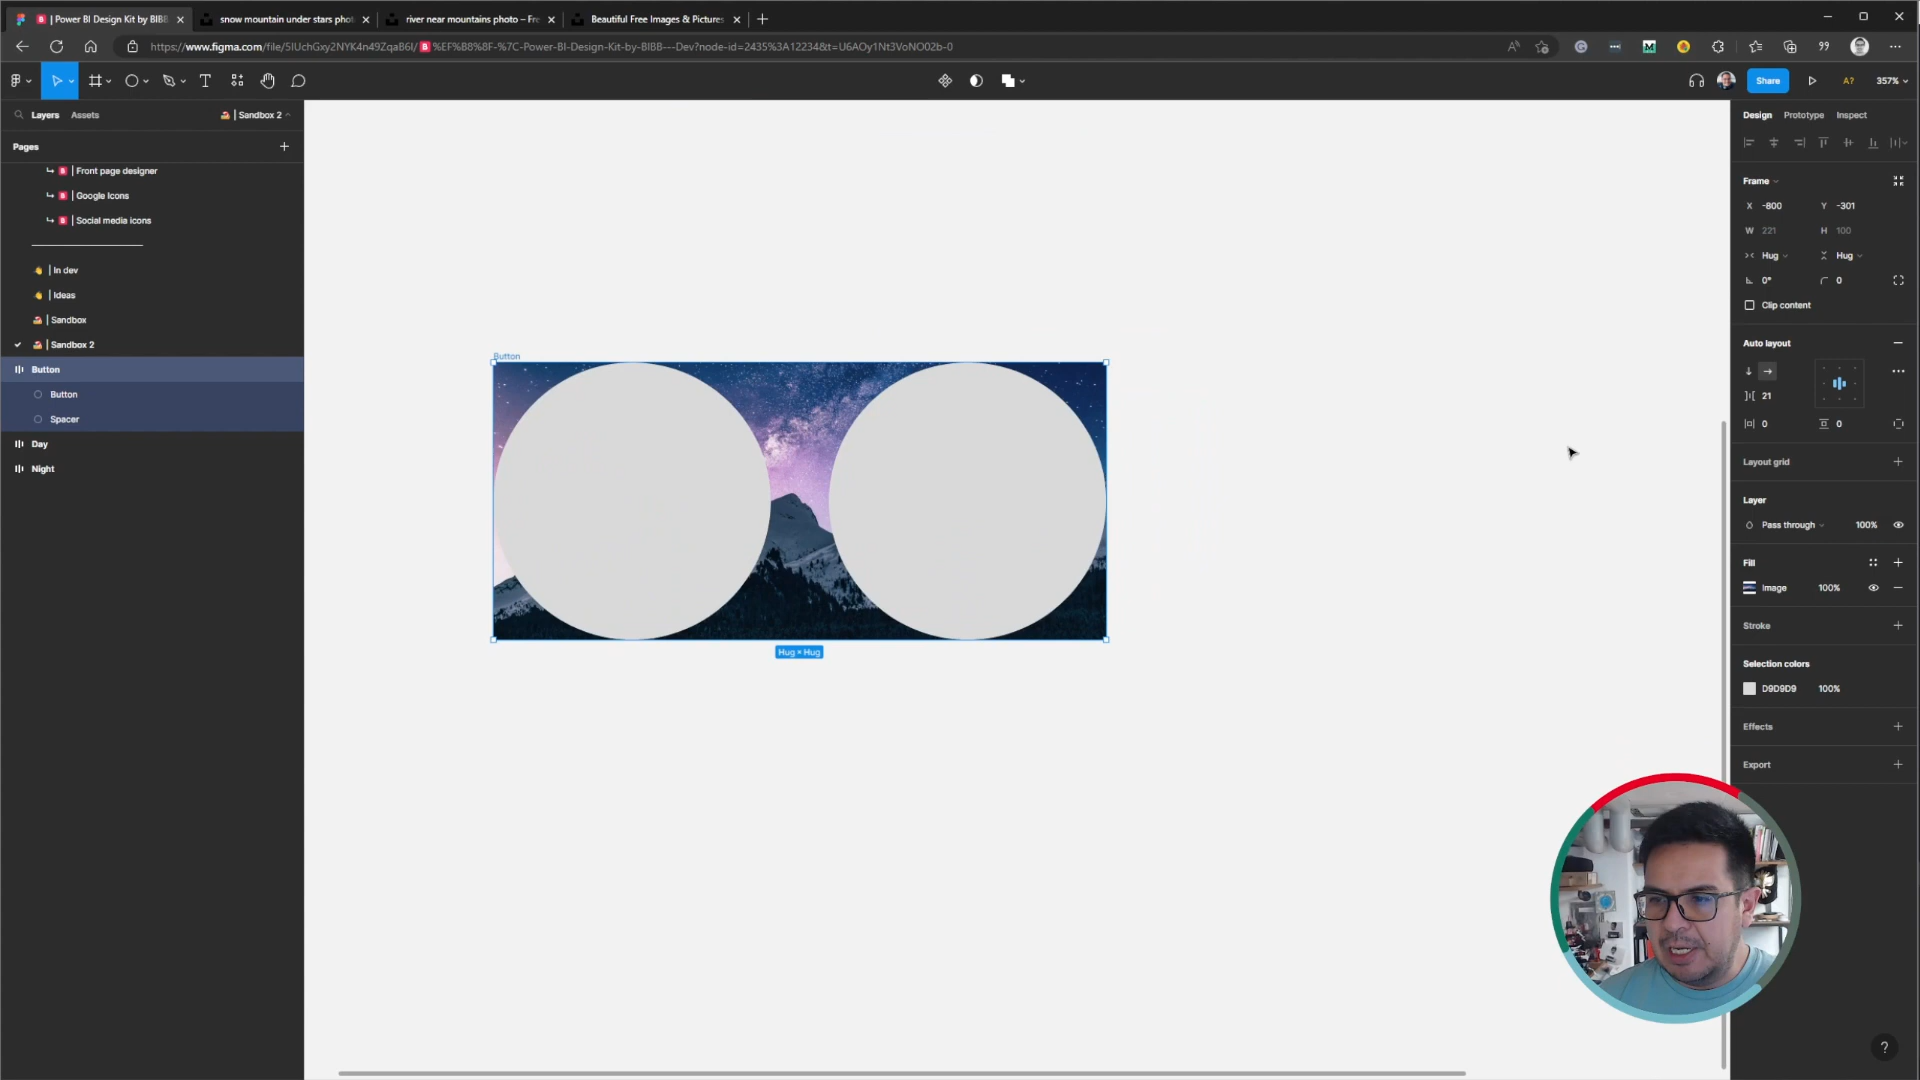 | Power BI Design Kit by BIBB
snow mountain under stars phot
river near mountains photo – Fre
Beautiful Free Images & Pictures
https://www.figma.com/file/5IUchGxy2NYK4n49ZqaB6l/🅱%EF%B8%8F-%7C-Power-BI-Design-Kit-by-BIBB---Dev?node-id=2435%3A12234&t=U6AOy1Nt3VoNO02b-0
Share
A?
357%
Layers
Assets
| Sandbox 2
Design
Prototype
Inspect
Pages
| Front page designer
| Google Icons
| Social media icons
| In dev
| Ideas
| Sandbox
| Sandbox 2
Button
Button
Spacer
Day
Night
Button
Hug × Hug
Frame
X -800
Y -301
W 221
H 100
Hug
Hug
0°
0
Clip content
Auto layout
21
0
0
Layout grid
Layer
Pass through
100%
Fill
Image
100%
Stroke
Selection colors
D9D9D9
100%
Effects
Export
?